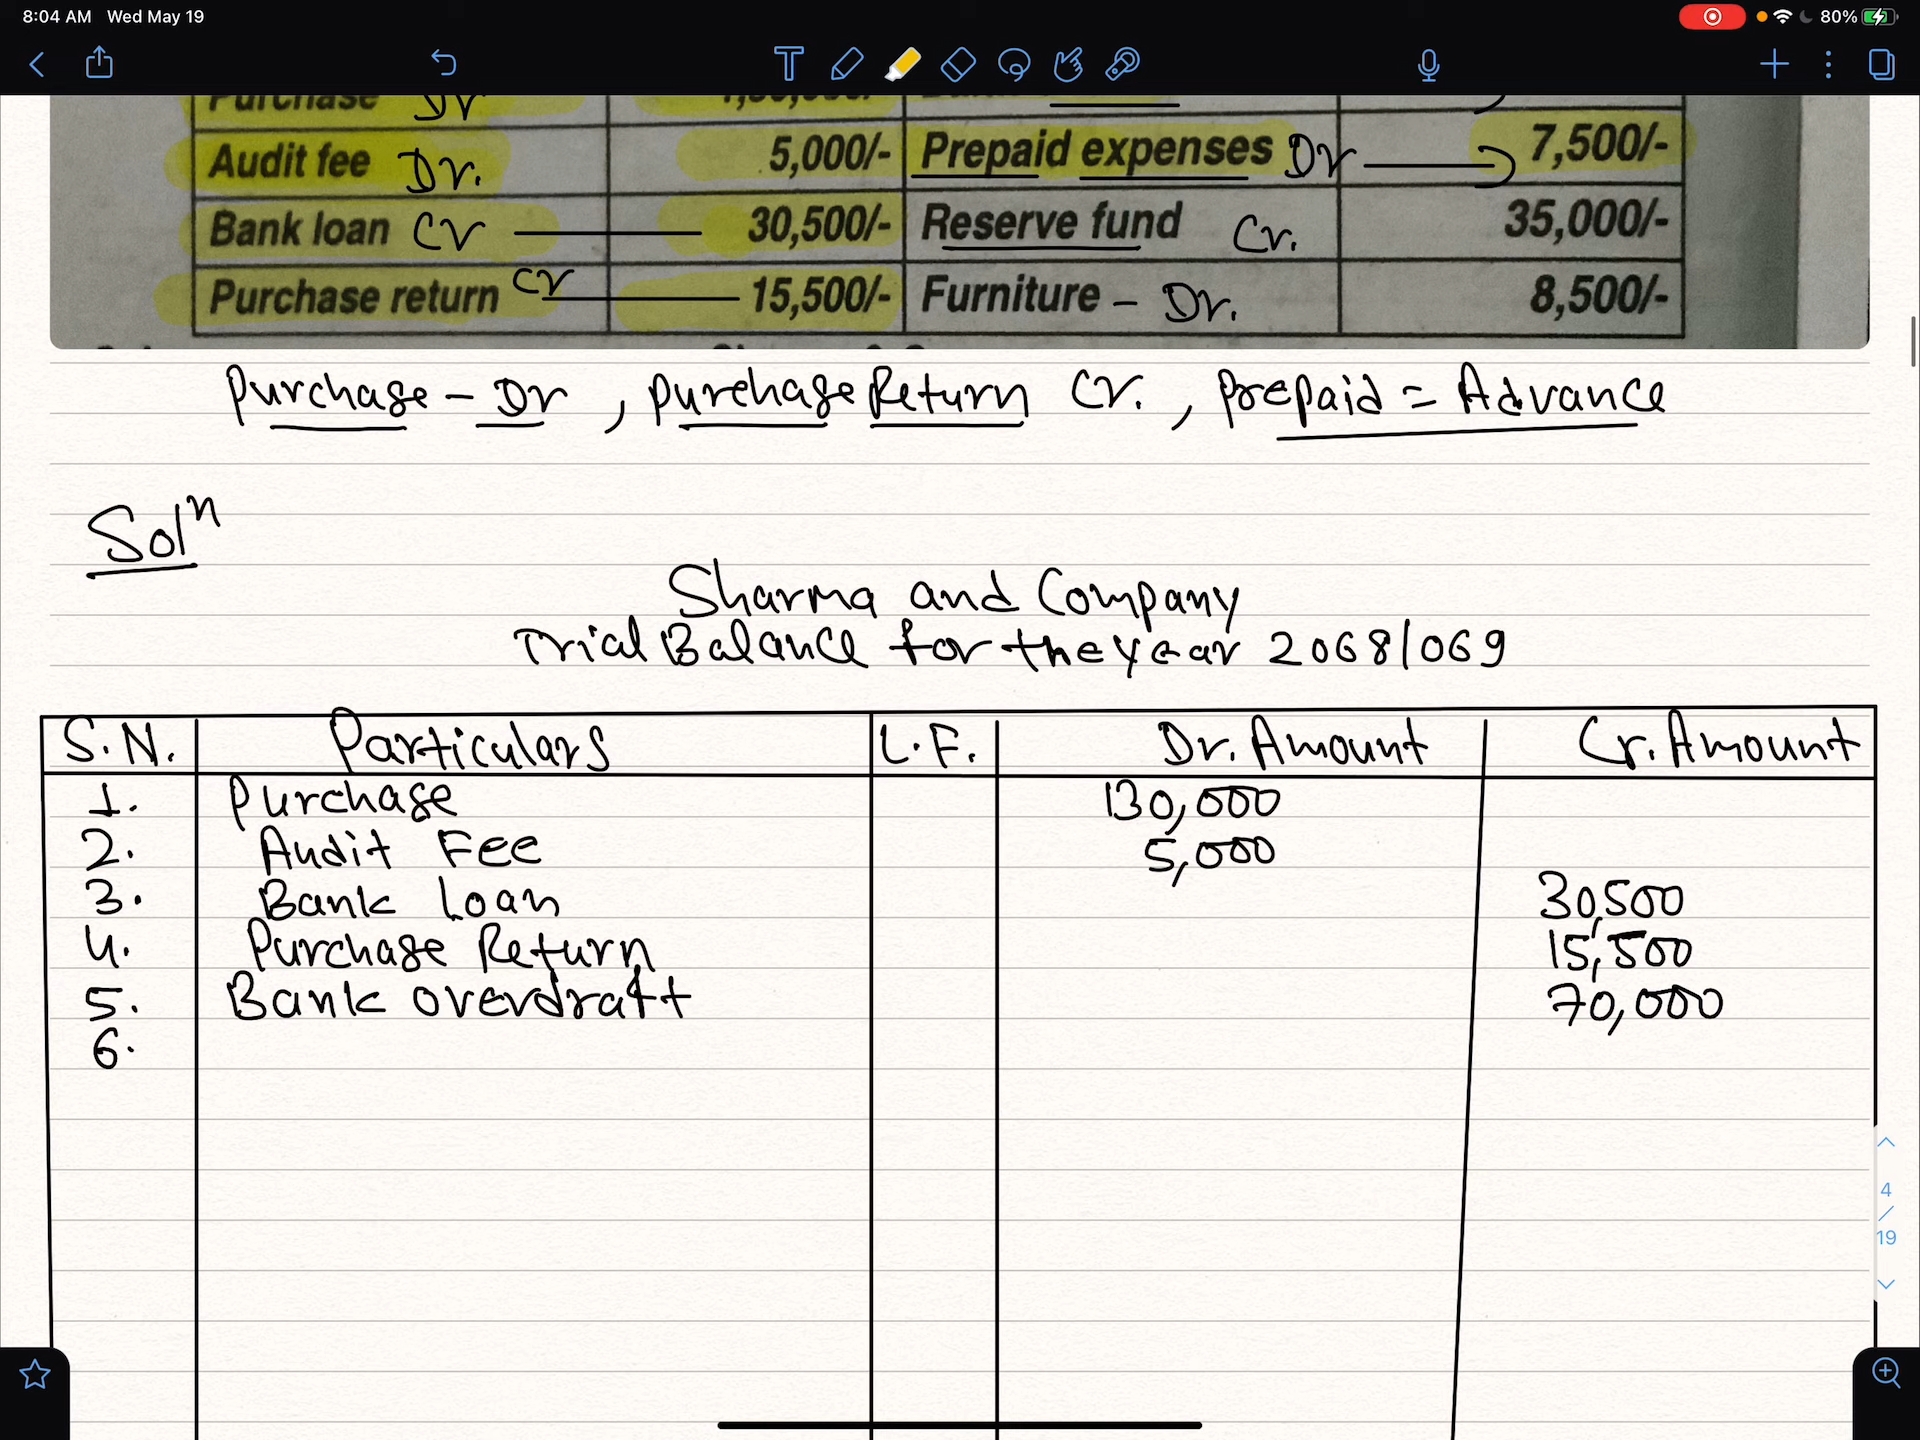 8:04 AM Wed May 19 80%
Purchase Dr
Audit fee Dr. 5,000/- Prepaid expenses Dr 7,500/-
Bank loan Cr 30,500/- Reserve fund Cr. 35,000/-
Purchase return Cr 15,500/- Furniture - Dr. 8,500/-
Purchase - Dr , Purchase Return Cr. , Prepaid = Advance
Solⁿ
Sharma and Company
Trial Balance for the year 2068/069
S.N. Particulars L.F. Dr. Amount Cr. Amount
1. Purchase 130,000
2. Audit Fee 5,000
3. Bank Loan 30,500
4. Purchase Return 15,500
5. Bank overdraft 70,000
6.
4
/
19